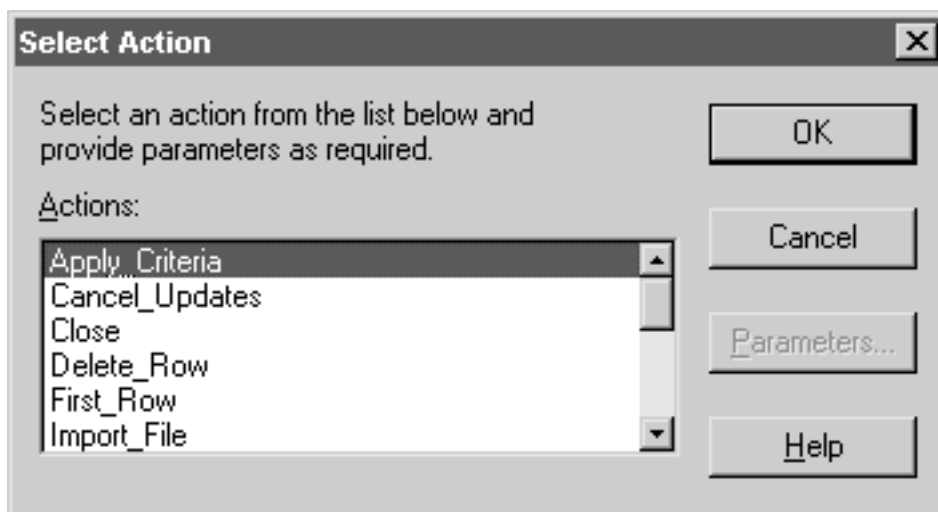 Select Action
Select an action from the list below and
provide parameters as required.
OK
Actions:
Cancel
Apply_Criteria
Cancel_Updates
Close
Delete_Row
First_Row
Import_File
Parameters...
Help